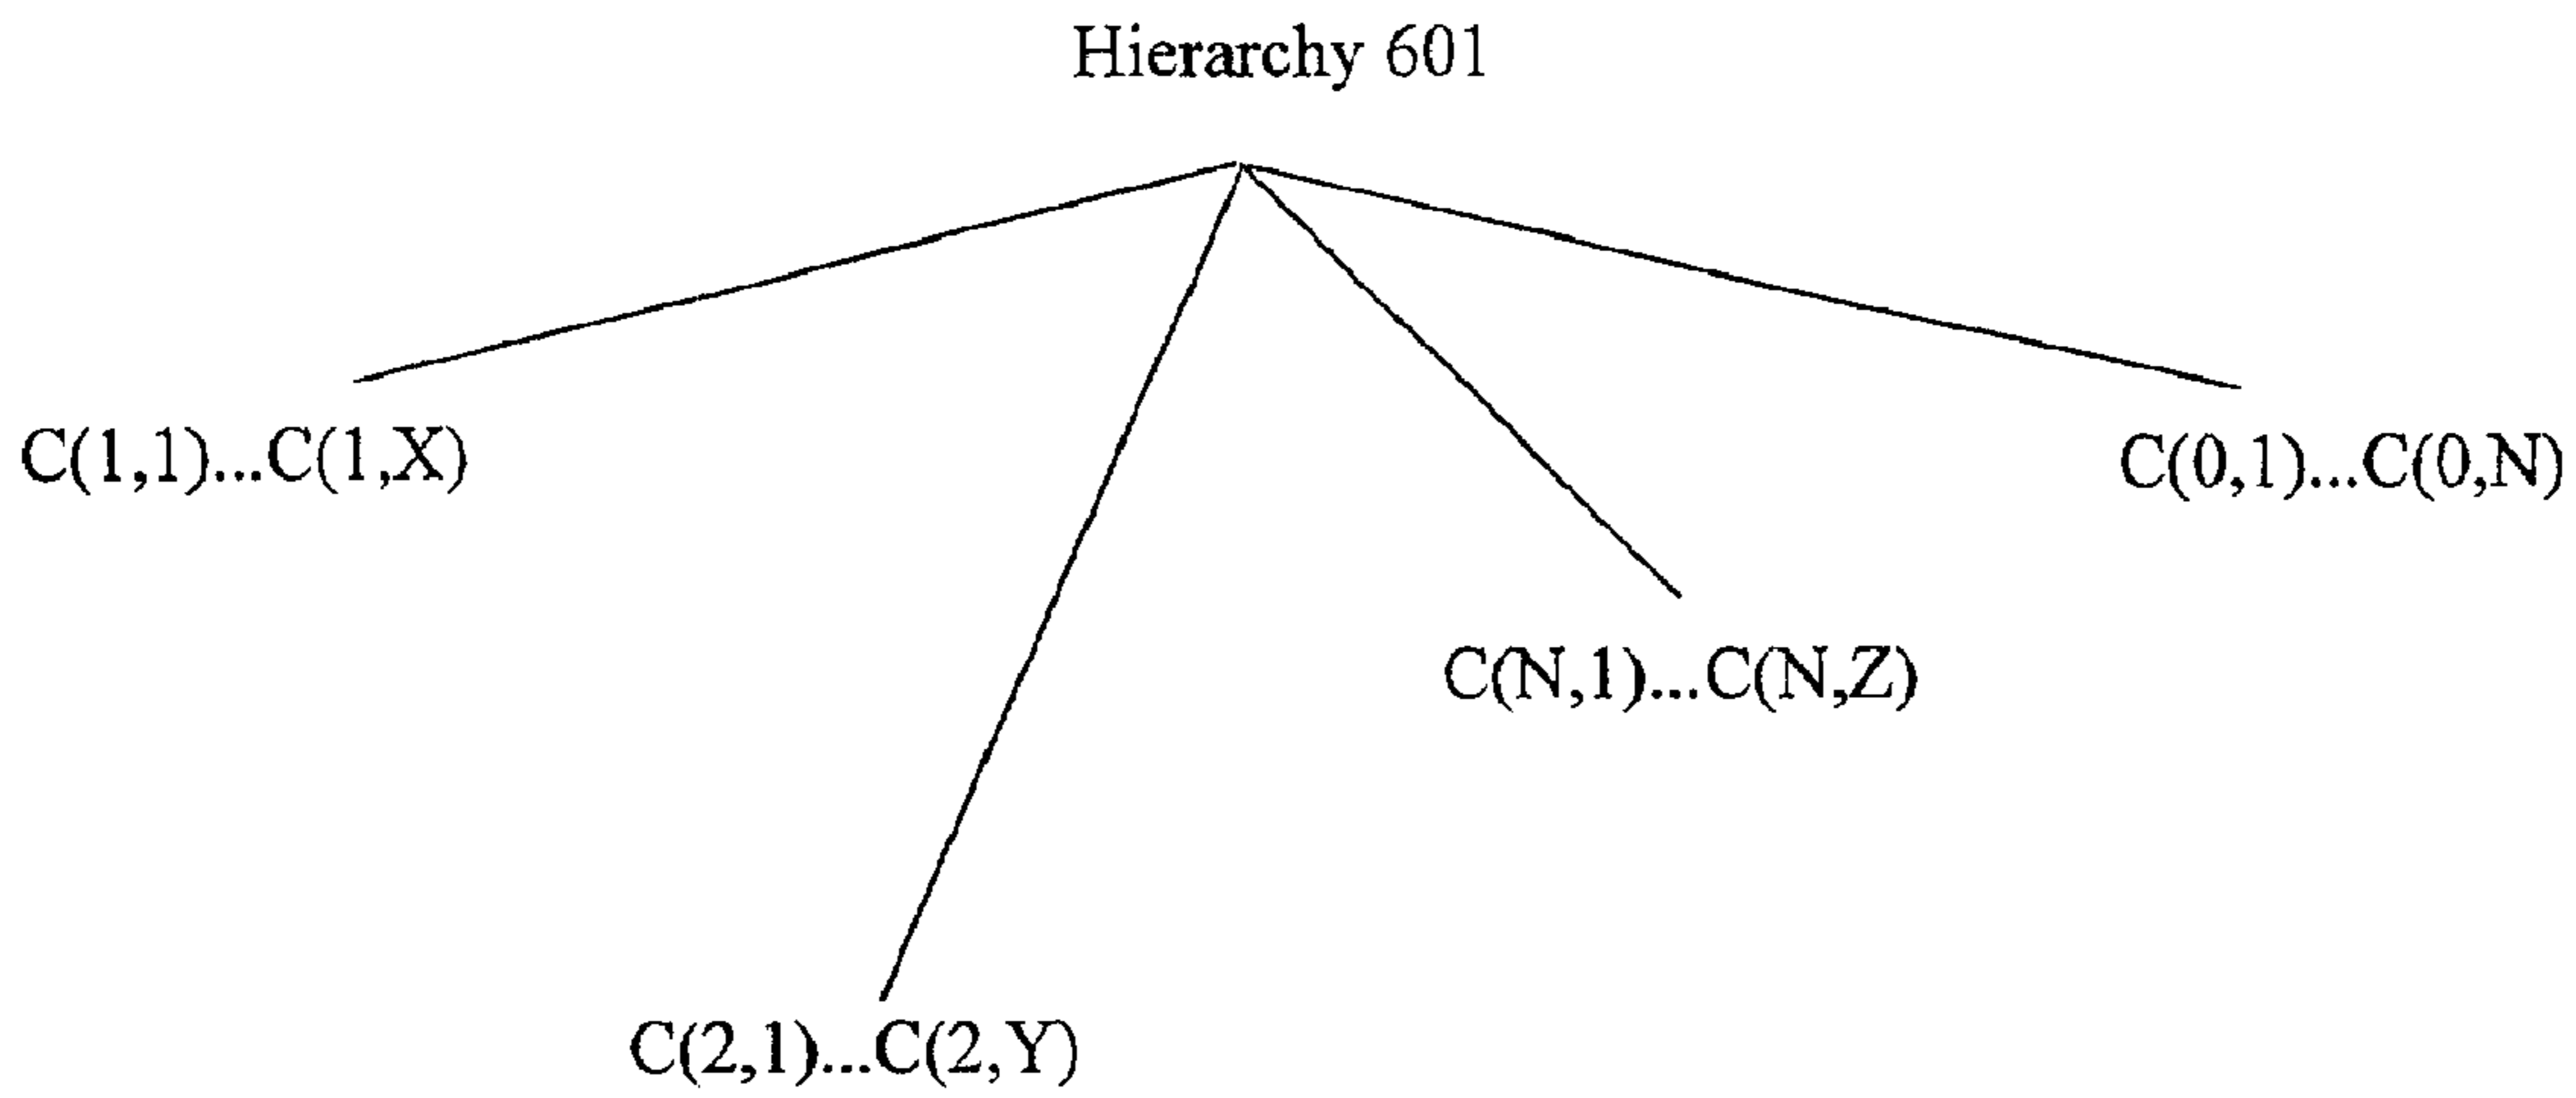 Hierarchy 601
C(1,1)...C(1,X)
C(0,1)...C(0,N)
C(N,1)...C(N,Z)
C(2,1)...C(2,Y)